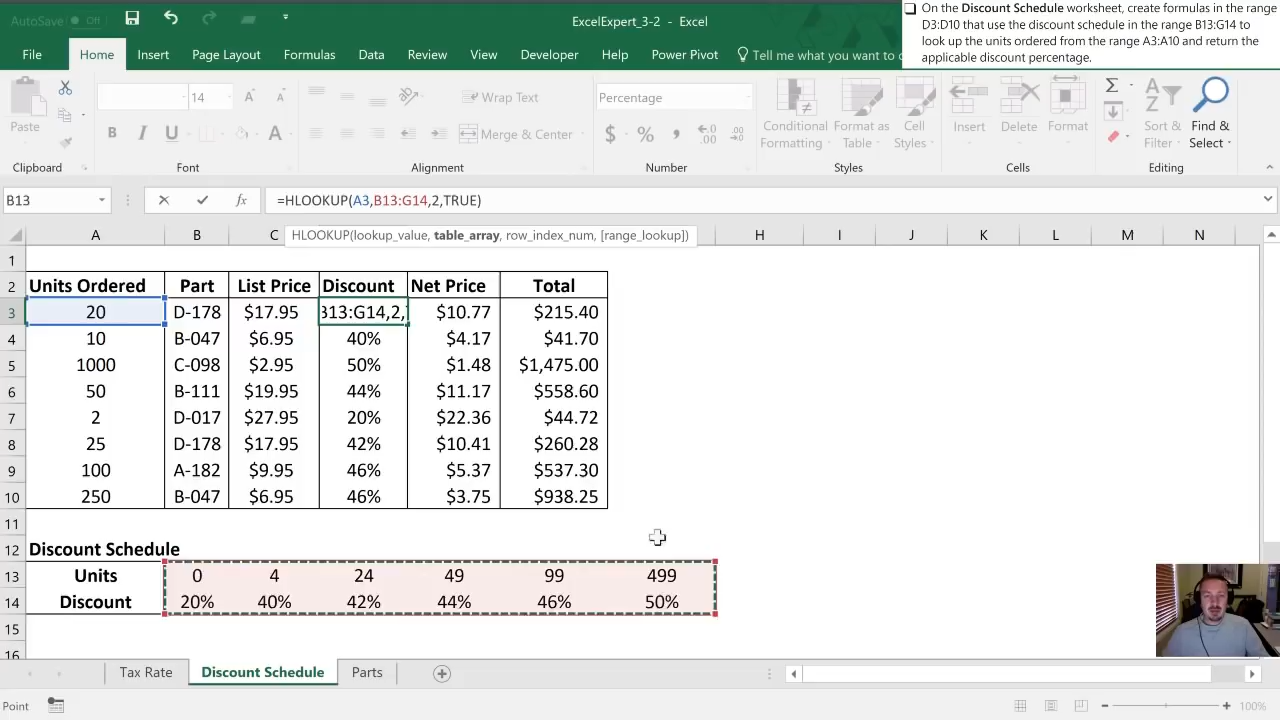 AutoSave Off
ExcelExpert_3-2 - Excel
On the Discount Schedule worksheet, create formulas in the range
D3:D10 that use the discount schedule in the range B13:G14 to
look up the units ordered from the range A3:A10 and return the
applicable discount percentage.
File Home Insert Page Layout Formulas Data Review View Developer Help Power Pivot Tell me what you want to
14 Wrap Text Percentage
Paste B I U A Merge & Center $ % , Conditional Formatting Format as Table Cell Styles Insert Delete Format Sort & Filter Find & Select
Clipboard Font Alignment Number Styles Cells Editing
B13 fx =HLOOKUP(A3,B13:G14,2,TRUE)
HLOOKUP(lookup_value, table_array, row_index_num, [range_lookup])
A B C H I J K L M N
1
2 Units Ordered Part List Price Discount Net Price Total
3 20 D-178 $17.95 B13:G14,2, $10.77 $215.40
4 10 B-047 $6.95 40% $4.17 $41.70
5 1000 C-098 $2.95 50% $1.48 $1,475.00
6 50 B-111 $19.95 44% $11.17 $558.60
7 2 D-017 $27.95 20% $22.36 $44.72
8 25 D-178 $17.95 42% $10.41 $260.28
9 100 A-182 $9.95 46% $5.37 $537.30
10 250 B-047 $6.95 46% $3.75 $938.25
11
12 Discount Schedule
13 Units 0 4 24 49 99 499
14 Discount 20% 40% 42% 44% 46% 50%
15
16
Tax Rate Discount Schedule Parts
Point 100%